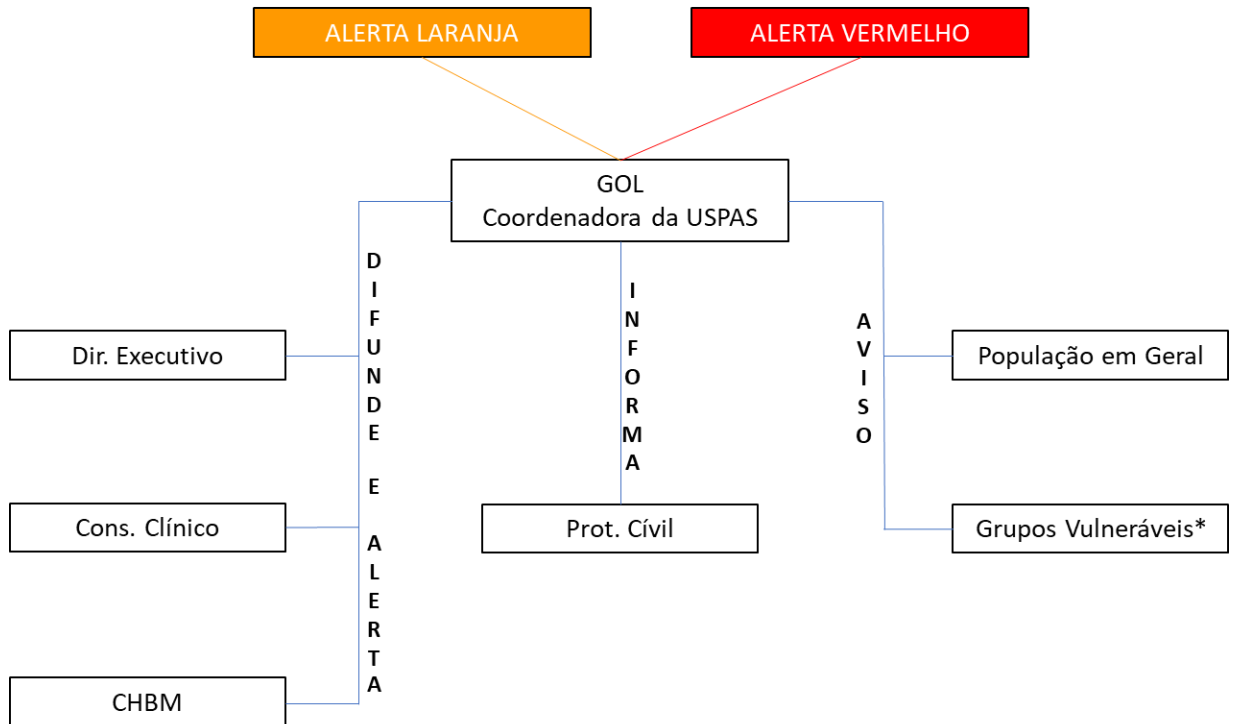 ALERTA LARANJA
ALERTA VERMELHO
GOL
Coordenadora da USPAS
DIFUNDE E ALERTA
INFORMA
AVISO
Dir. Executivo
População em Geral
Cons. Clínico
Prot. Cívil
Grupos Vulneráveis*
CHBM